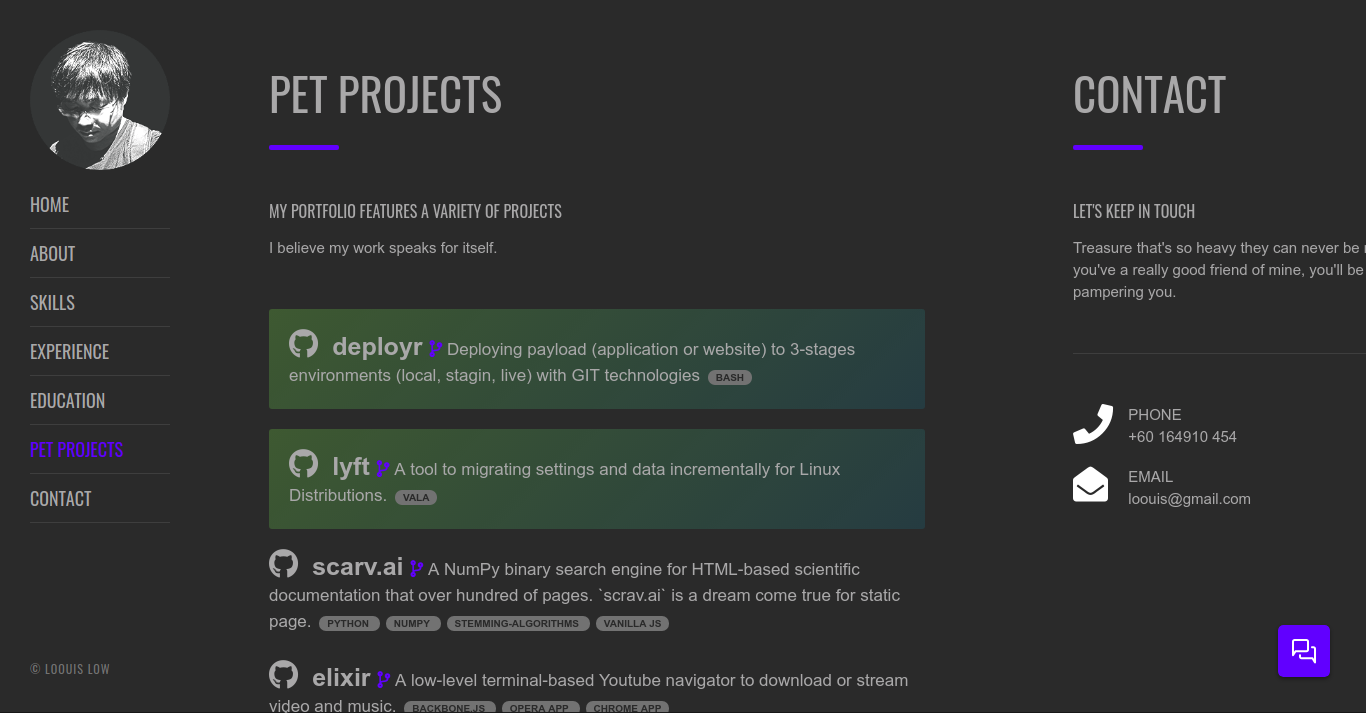 HOME
ABOUT
SKILLS
EXPERIENCE
EDUCATION
PET PROJECTS
CONTACT
© LOOUIS LOW
PET PROJECTS
MY PORTFOLIO FEATURES A VARIETY OF PROJECTS
I believe my work speaks for itself.
deployr Deploying payload (application or website) to 3-stages
environments (local, stagin, live) with GIT technologies BASH
lyft A tool to migrating settings and data incrementally for Linux
Distributions. VALA
scarv.ai A NumPy binary search engine for HTML-based scientific
documentation that over hundred of pages. `scrav.ai` is a dream come true for static
page. PYTHON NUMPY STEMMING-ALGORITHMS VANILLA JS
elixir A low-level terminal-based Youtube navigator to download or stream
video and music. BACKBONE.JS OPERA APP CHROME APP
CONTACT
LET'S KEEP IN TOUCH
Treasure that's so heavy they can never be
you've a really good friend of mine, you'll be
pampering you.
PHONE
+60 164910 454
EMAIL
loouis@gmail.com